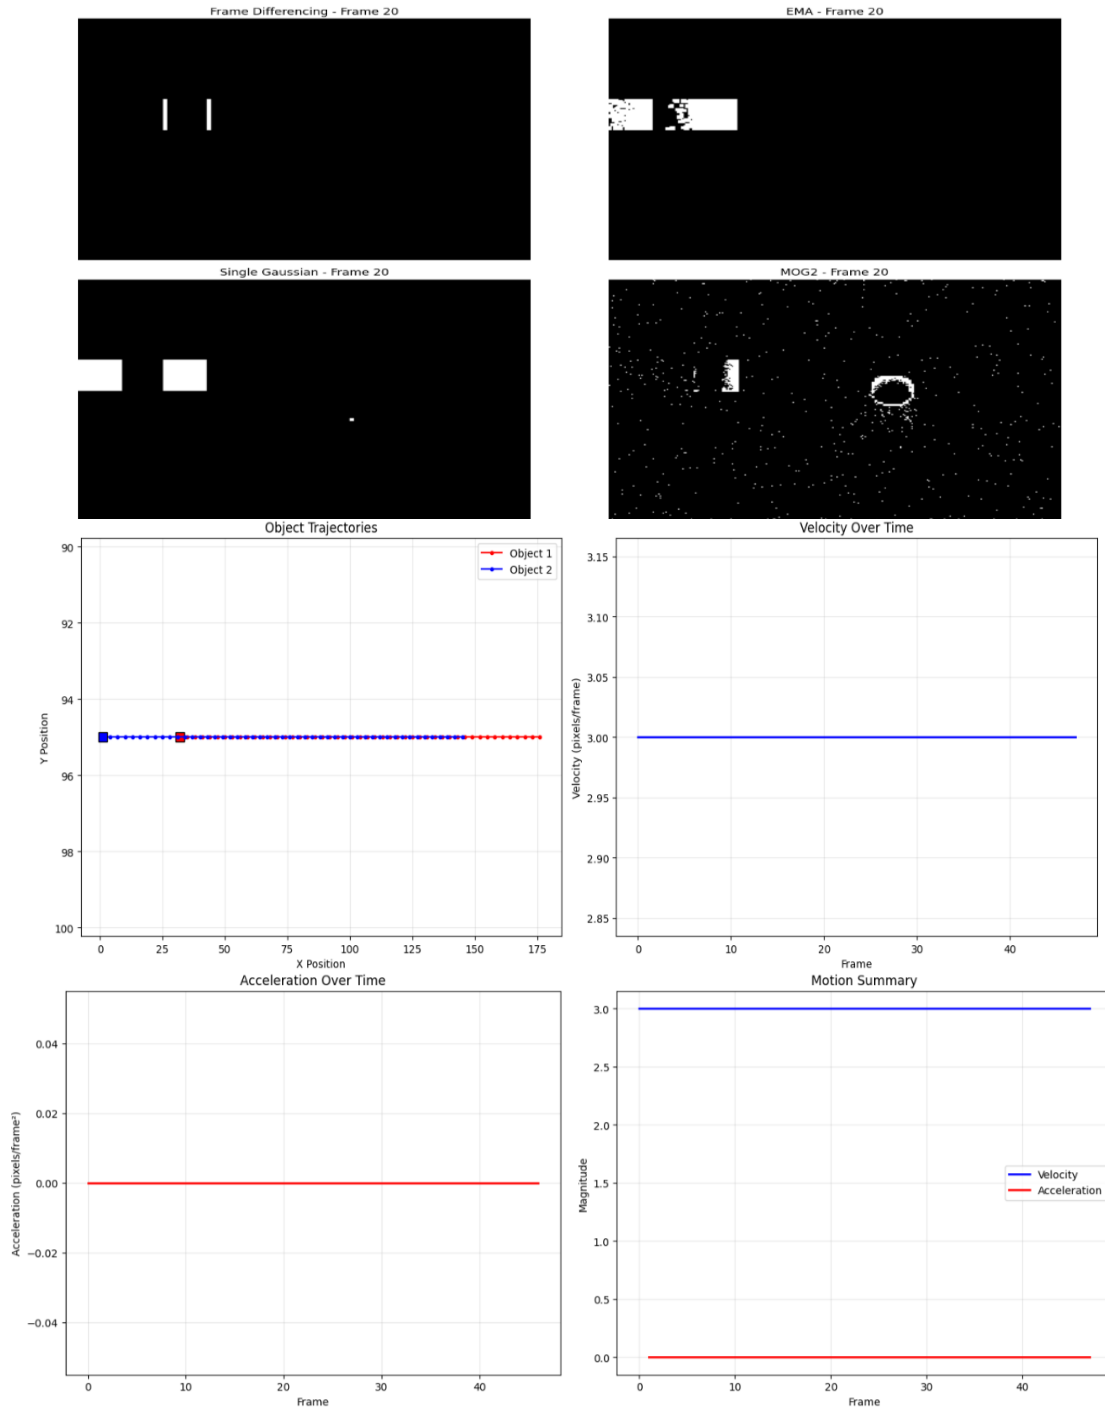 Frame Differencing - Frame 20
EMA - Frame 20
Single Gaussian - Frame 20
MOG2 - Frame 20
Object Trajectories
Y Position
90
92
94
96
98
100
Object 1
Object 2
0 25 50 75 100 125 150 175
X Position
Velocity Over Time
Velocity (pixels/frame)
3.15
3.10
3.05
3.00
2.95
2.90
2.85
0 10 20 30 40
Frame
Acceleration Over Time
Acceleration (pixels/frame²)
0.04
0.02
0.00
−0.02
−0.04
0 10 20 30 40
Frame
Motion Summary
Magnitude
3.0
2.5
2.0
1.5
1.0
0.5
0.0
Velocity
Acceleration
0 10 20 30 40
Frame